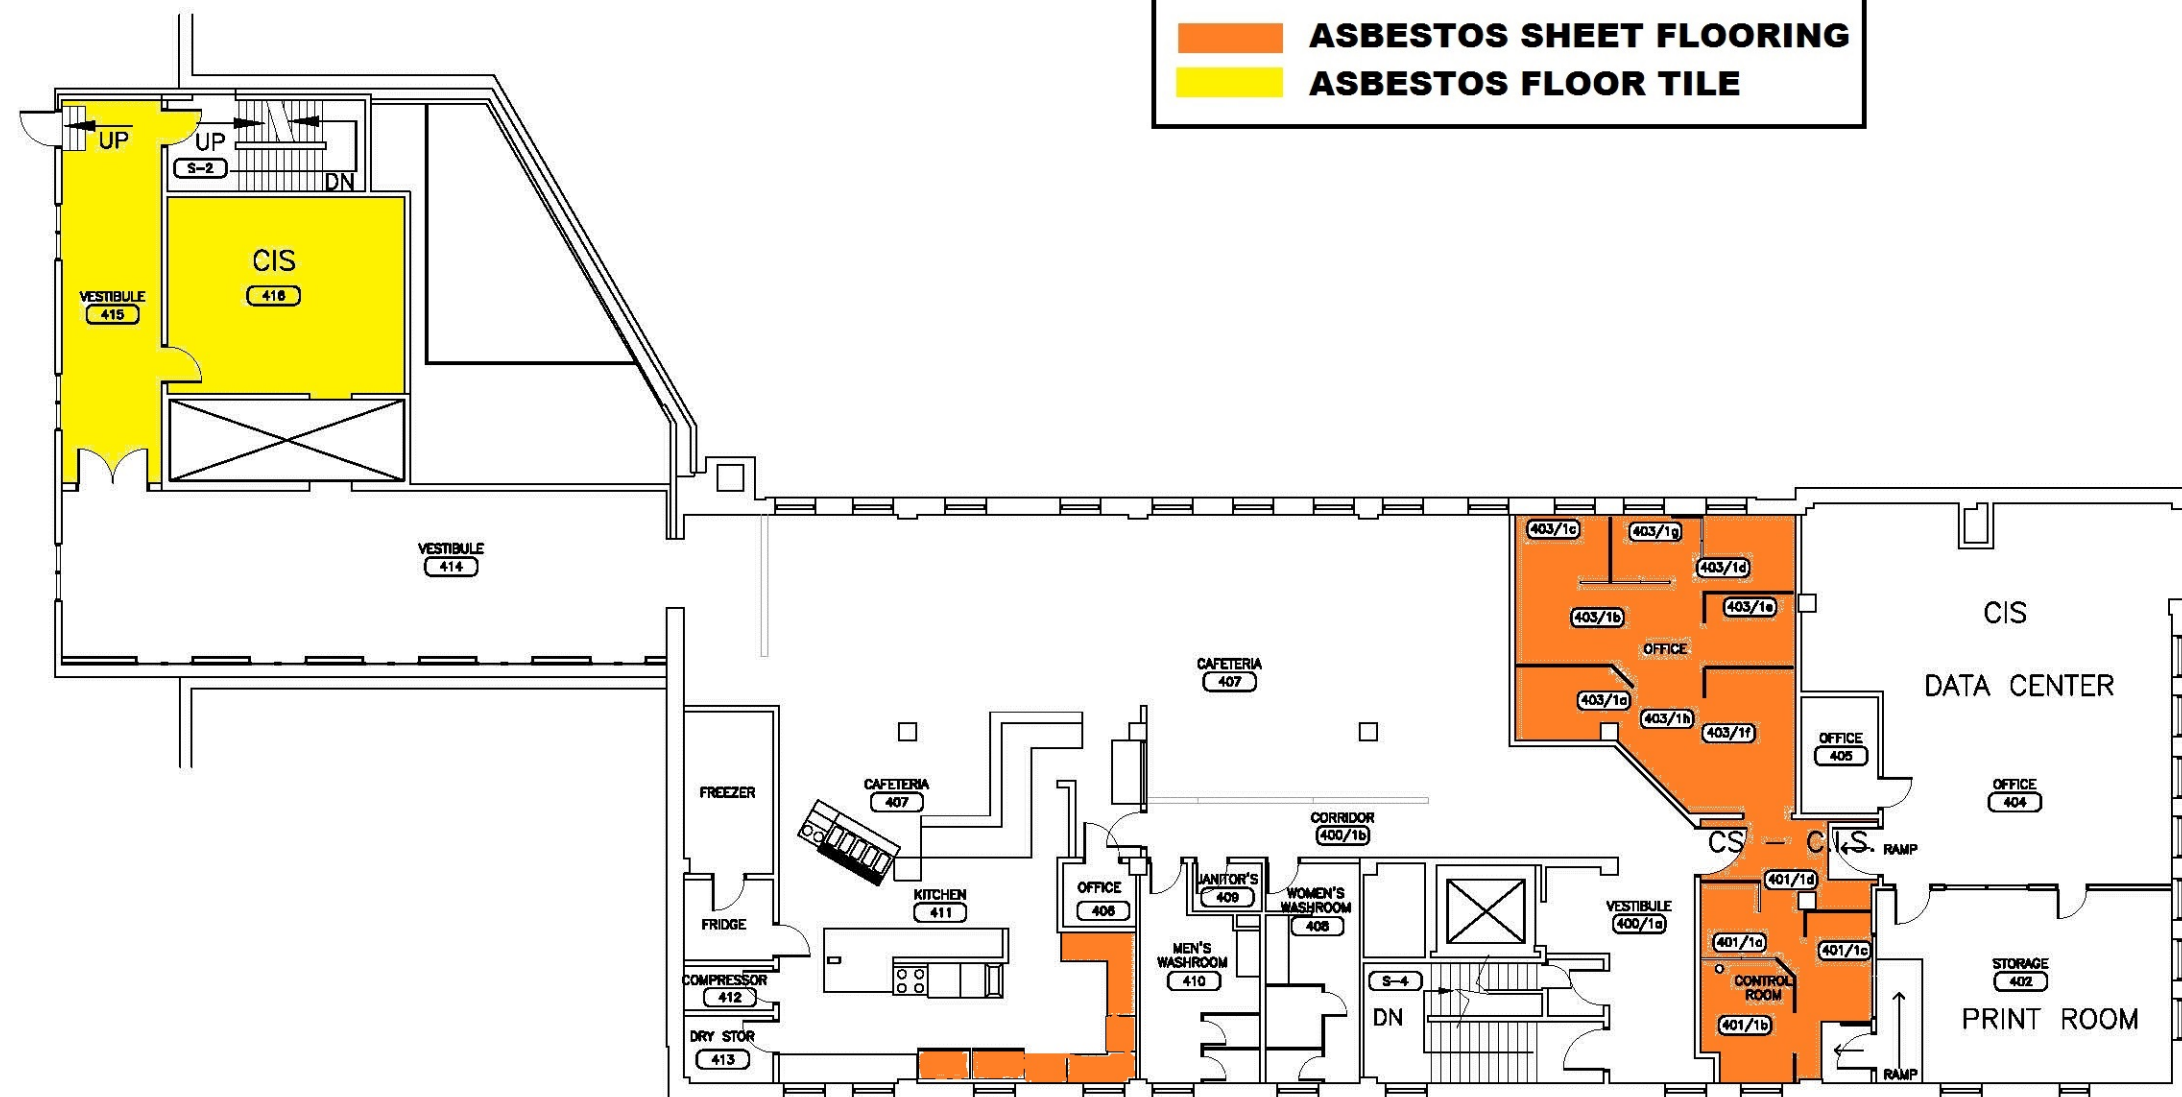 ASBESTOS SHEET FLOORING
ASBESTOS FLOOR TILE
UP
UP
S-2
DN
CIS
416
VESTIBULE
415
VESTIBULE
414
403/1c
403/1g
403/1d
403/1e
403/1b
OFFICE
403/1a
403/1h
403/1f
CIS
DATA CENTER
CAFETERIA
407
OFFICE
405
OFFICE
404
FREEZER
CAFETERIA
407
CORRIDOR
400/1b
CS - C.I.S.
RAMP
401/1d
KITCHEN
411
OFFICE
406
JANITOR'S
409
WOMEN'S
WASHROOM
408
VESTIBULE
400/1a
FRIDGE
MEN'S
WASHROOM
410
401/1a
401/1c
COMPRESSOR
412
S-4
DN
CONTROL
ROOM
401/1b
STORAGE
402
PRINT ROOM
DRY STOR
413
RAMP